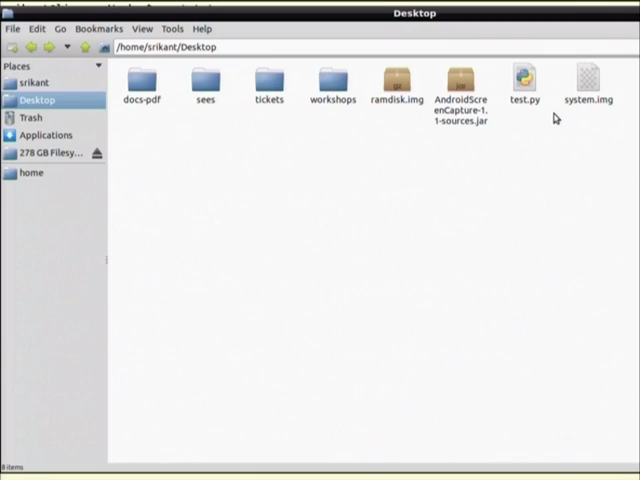 Desktop
File Edit Go Bookmarks View Tools Help
/home/srikant/Desktop
Places
srikant
Desktop
Trash
Applications
278 GB Filesy...
home
docs-pdf
sees
tickets
workshops
gz
ramdisk.img
jar
AndroidScre
enCapture-1.
1-sources.jar
test.py
system.img
8 items